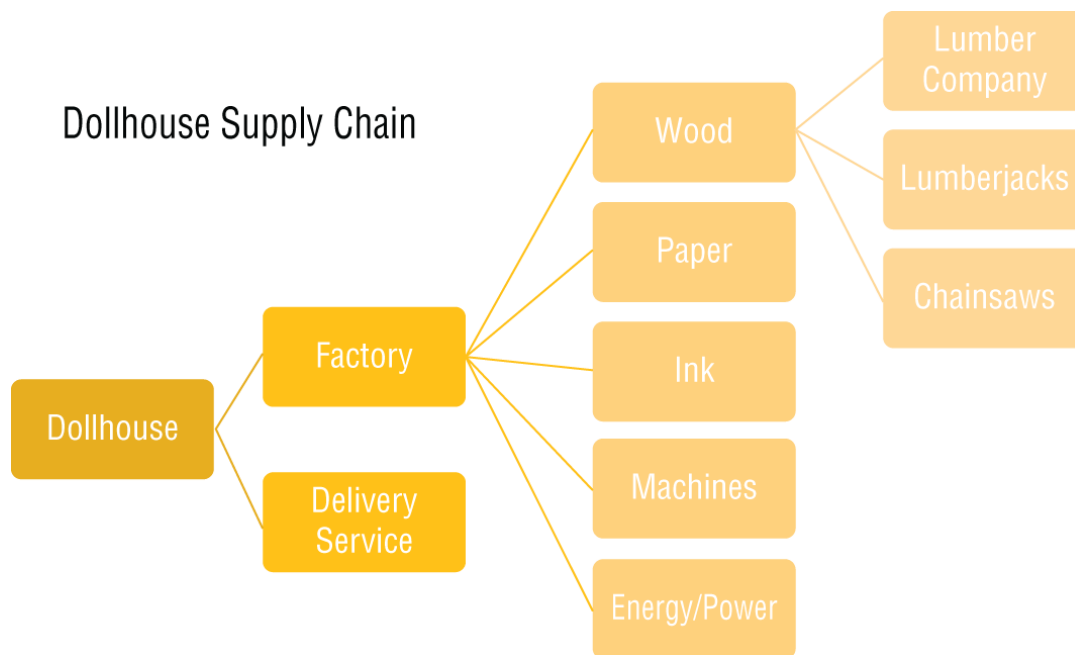 Dollhouse Supply Chain
Dollhouse
Factory
Delivery
Service
Wood
Paper
Ink
Machines
Energy/Power
Lumber
Company
Lumberjacks
Chainsaws